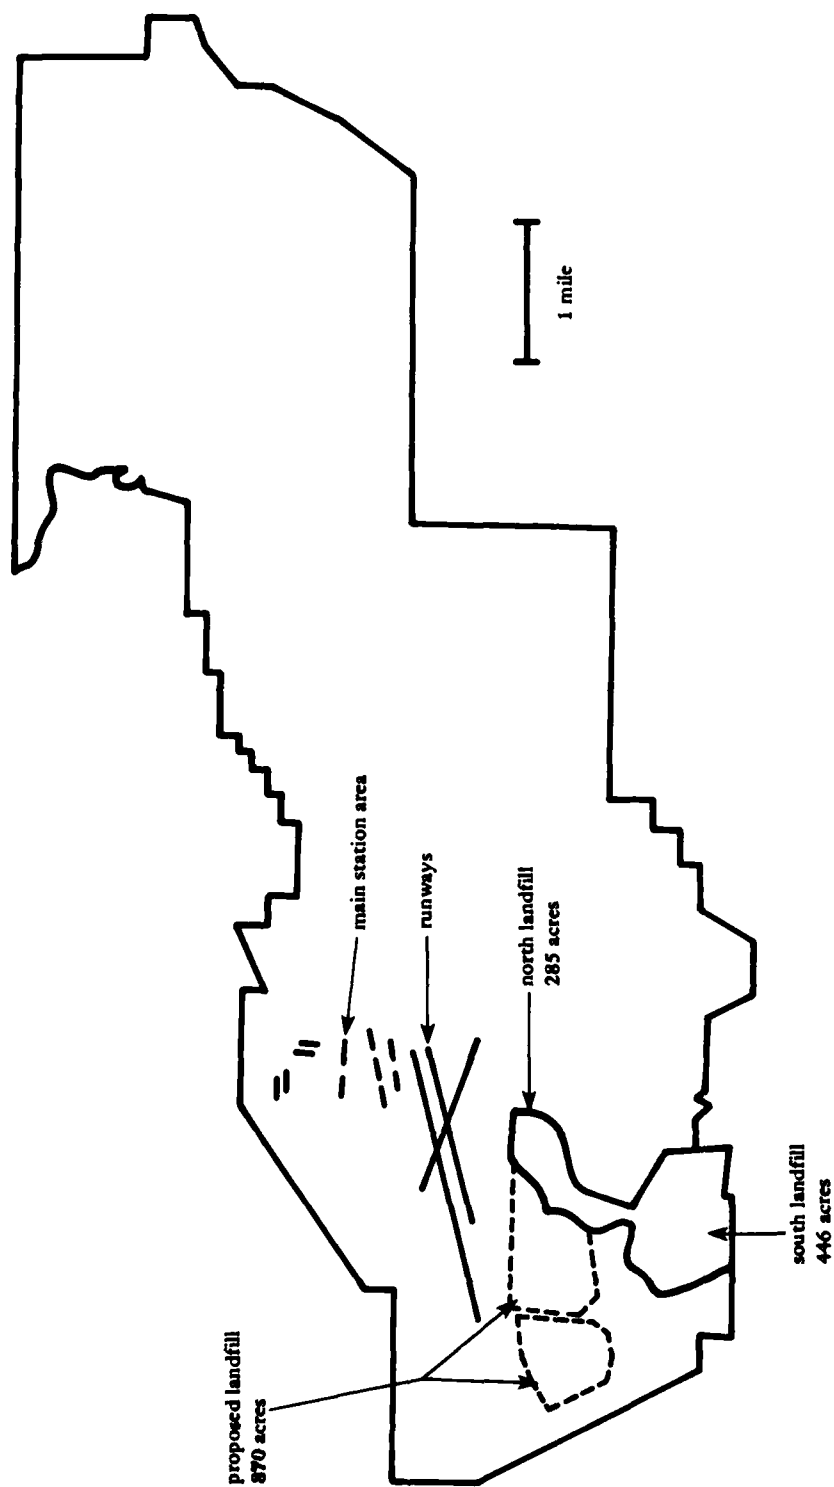 proposed landfill
870 acres
main station area
runways
north landfill
285 acres
1 mile
south landfill
446 acres